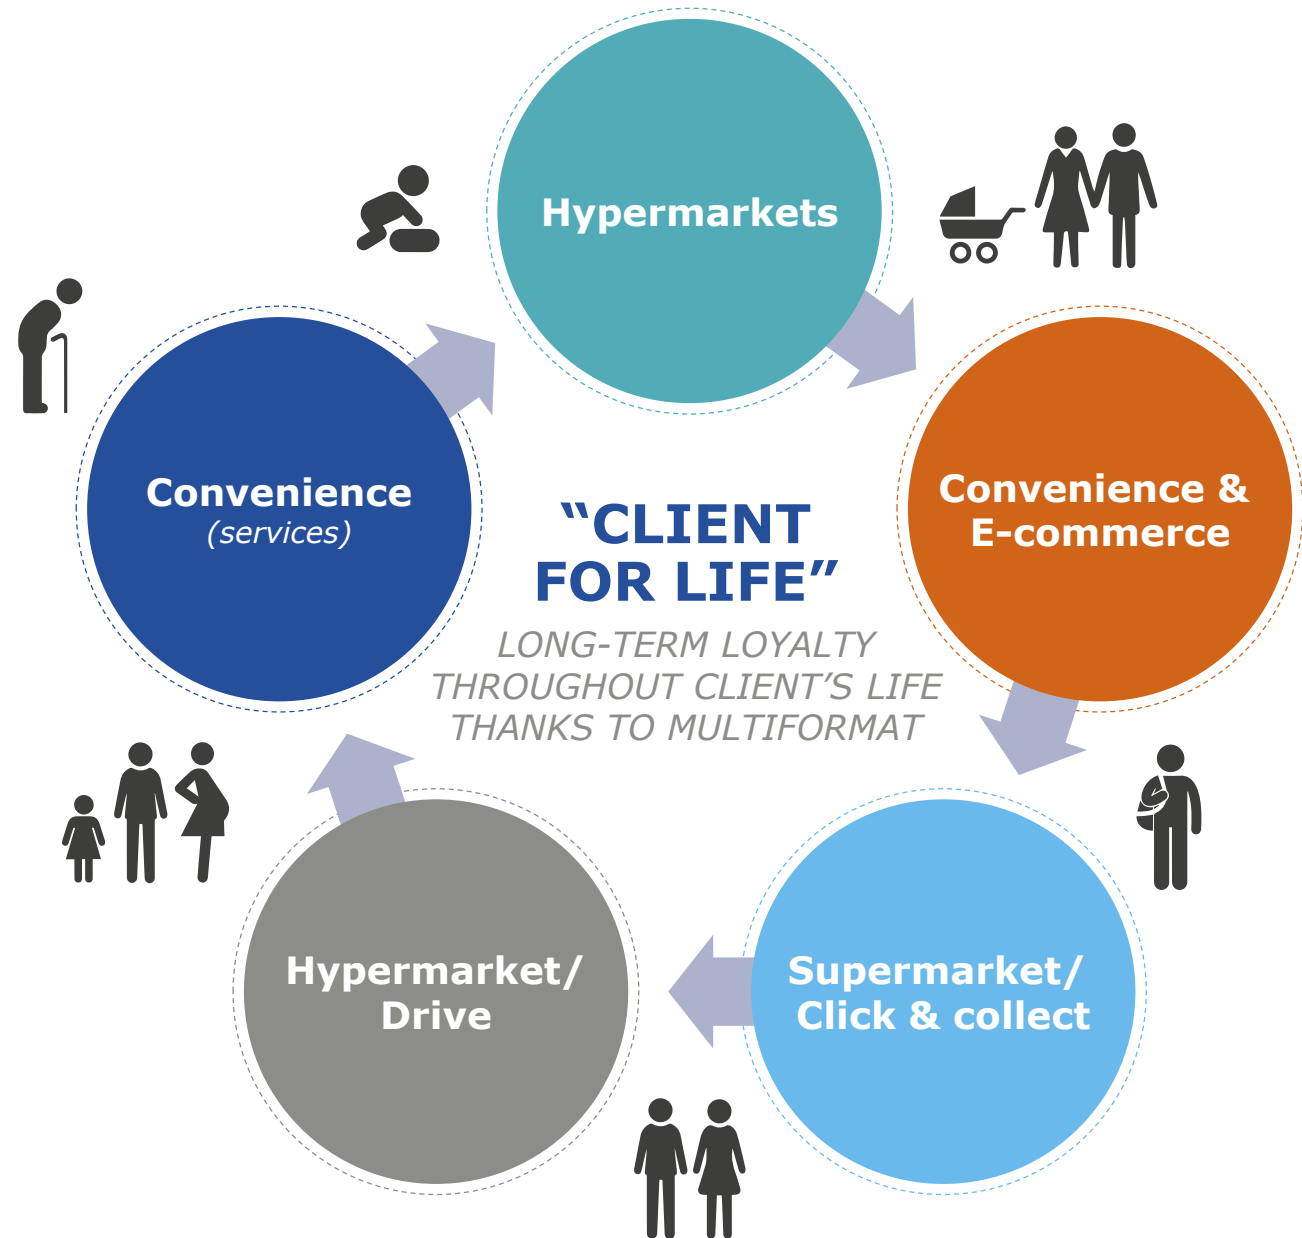 Hypermarkets
Convenience &
E-commerce
Supermarket/
Click & collect
Hypermarket/
Drive
Convenience
(services)
“CLIENT
FOR LIFE”
LONG-TERM LOYALTY
THROUGHOUT CLIENT’S LIFE
THANKS TO MULTIFORMAT